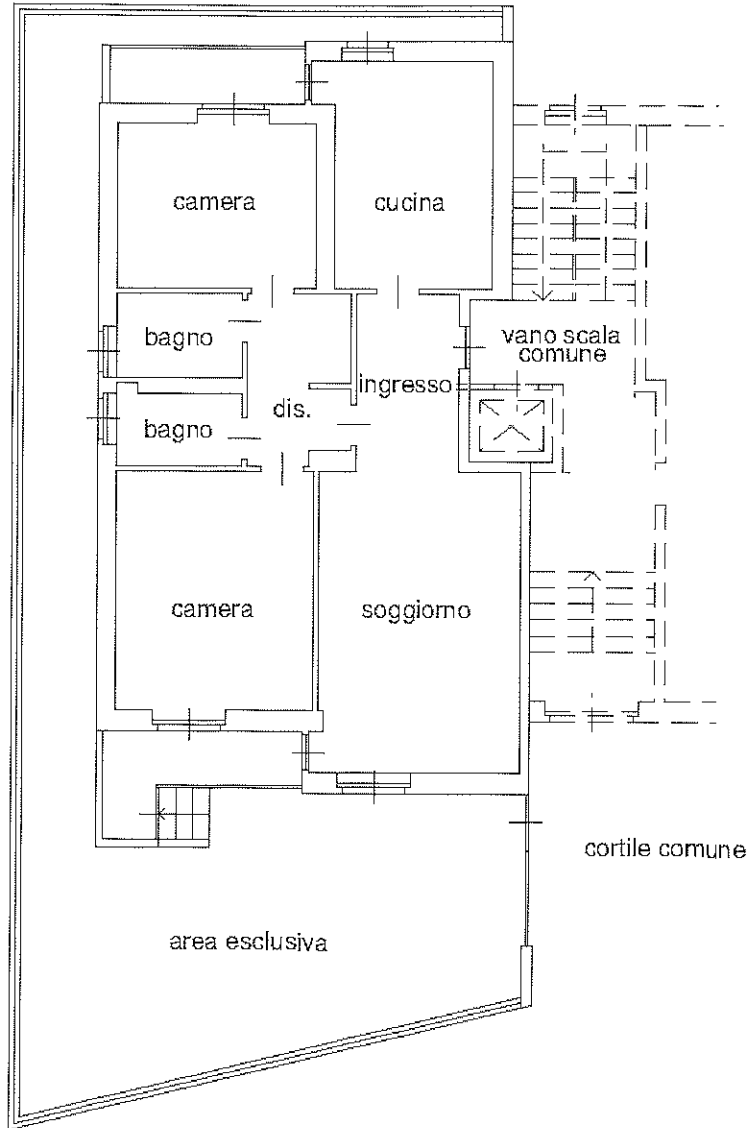 camera
cucina
bagno
vano scala
comune
ingresso
dis.
bagno
camera
soggiorno
cortile comune
area esclusiva